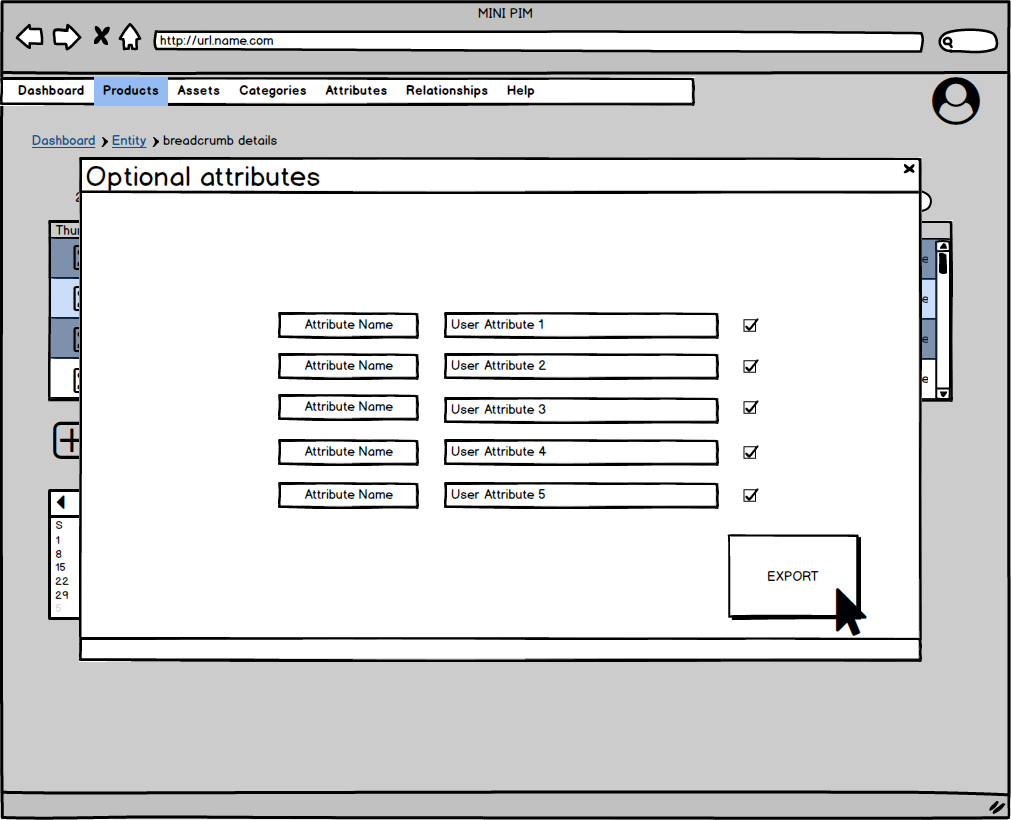 MINI PIM
http://url.name.com
Dashboard Products Assets Categories Attributes Relationships Help
Dashboard Entity breadcrumb details
Optional attributes
Attribute Name User Attribute 1
Attribute Name User Attribute 2
Attribute Name User Attribute 3
Attribute Name User Attribute 4
Attribute Name User Attribute 5
S
1
8
15
22
29
5
EXPORT